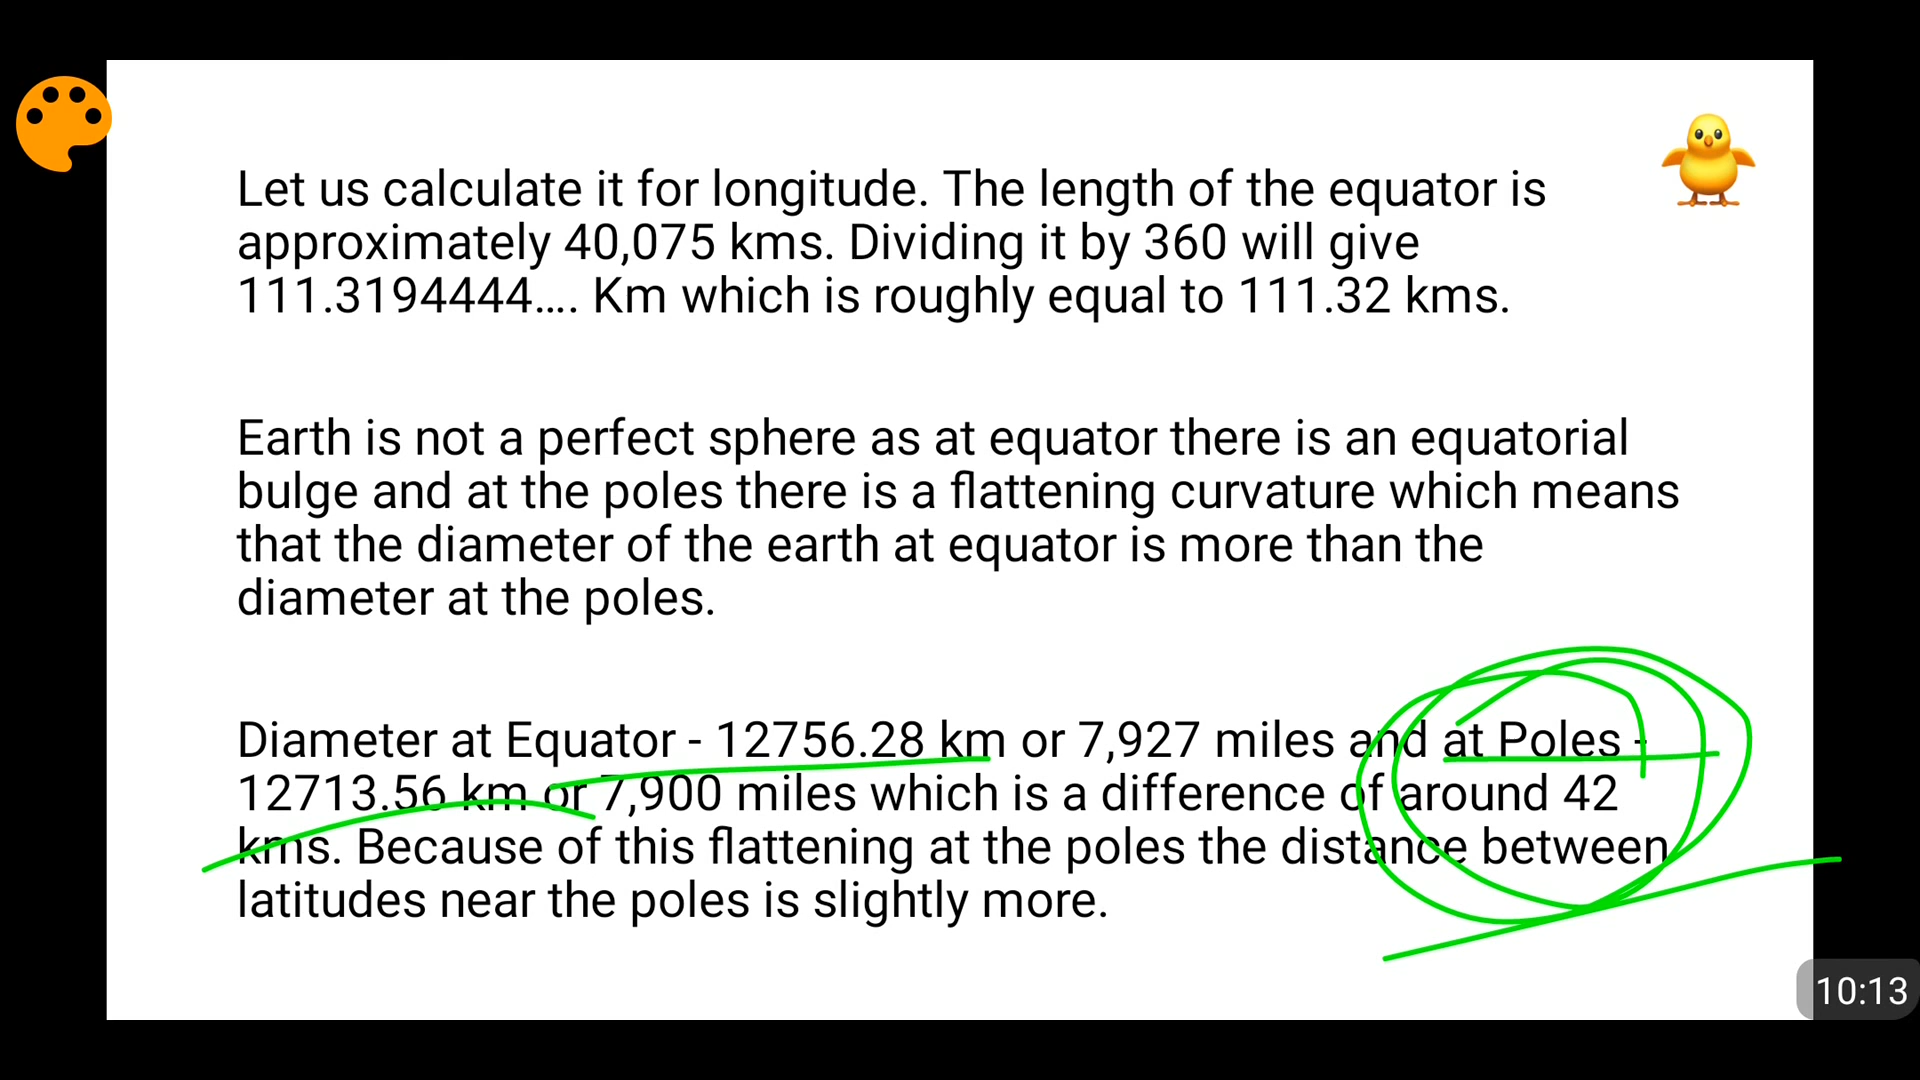 Let us calculate it for longitude. The length of the equator is
approximately 40,075 kms. Dividing it by 360 will give
111.3194444.... Km which is roughly equal to 111.32 kms.
Earth is not a perfect sphere as at equator there is an equatorial
bulge and at the poles there is a flattening curvature which means
that the diameter of the earth at equator is more than the
diameter at the poles.
Diameter at Equator - 12756.28 km or 7,927 miles and at Poles -
12713.56 km or 7,900 miles which is a difference of around 42
kms. Because of this flattening at the poles the distance between
latitudes near the poles is slightly more.
10:13